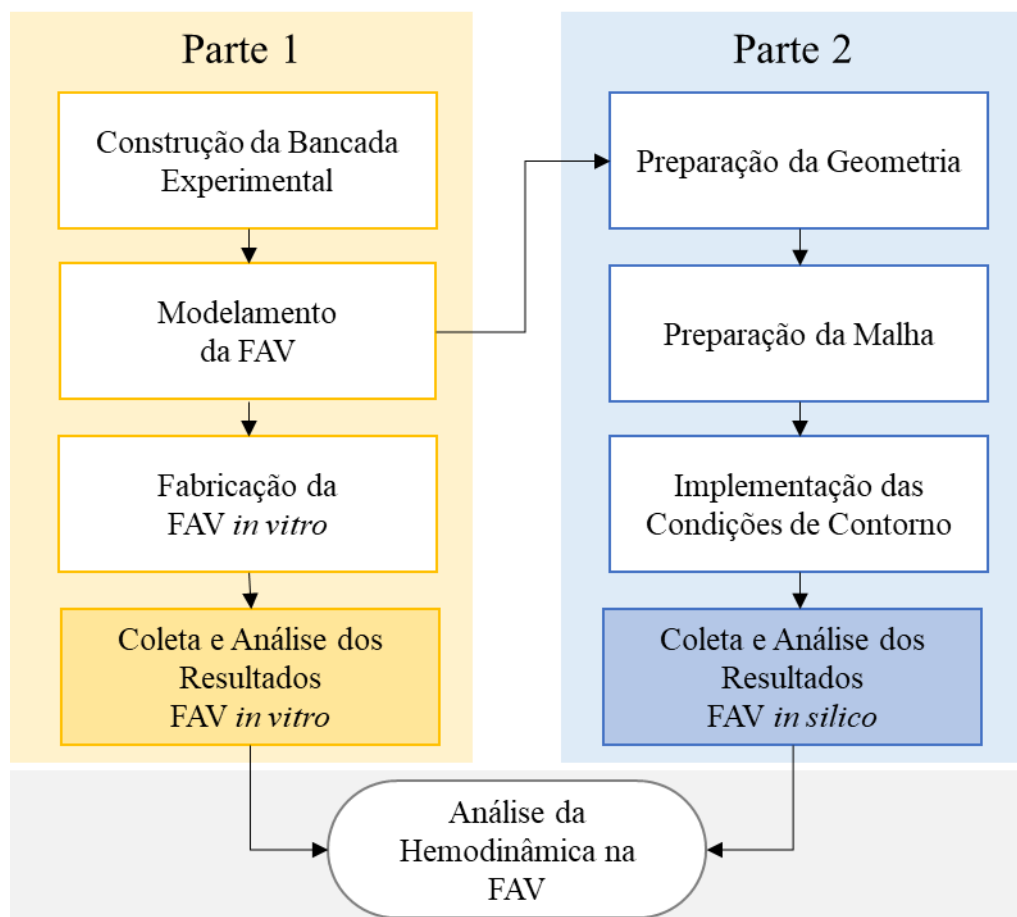 Parte 1
Construção da Bancada
Experimental
Modelamento
da FAV
Fabricação da
FAV in vitro
Coleta e Análise dos
Resultados
FAV in vitro
Parte 2
Preparação da Geometria
Preparação da Malha
Implementação das
Condições de Contorno
Coleta e Análise dos
Resultados
FAV in silico
Análise da
Hemodinâmica na
FAV